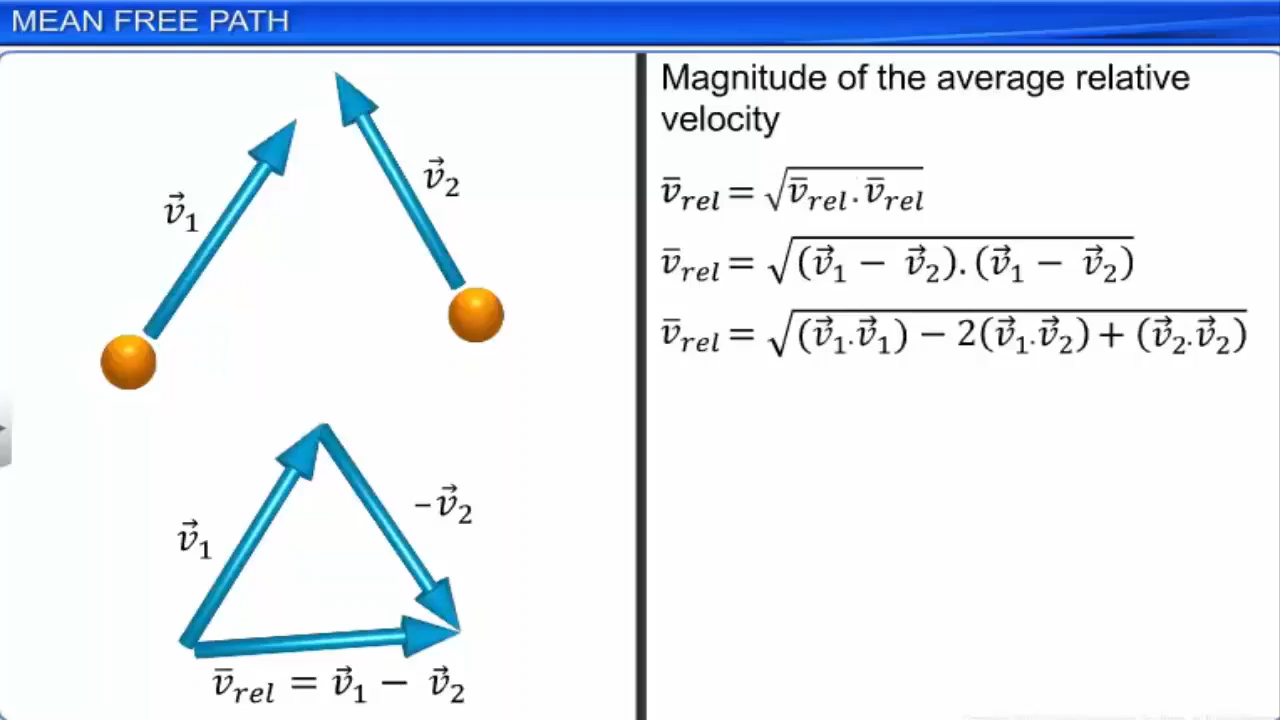 MEAN FREE PATH
v⃗₁
v⃗₂
v⃗₁
−v⃗₂
v̅ᵣₑₗ = v⃗₁ − v⃗₂
Magnitude of the average relative
velocity
v̅ᵣₑₗ = √(v̅ᵣₑₗ . v̅ᵣₑₗ)
v̅ᵣₑₗ = √((v⃗₁ − v⃗₂).(v⃗₁ − v⃗₂))
v̅ᵣₑₗ = √((v⃗₁.v⃗₁) − 2(v⃗₁.v⃗₂) + (v⃗₂.v⃗₂))